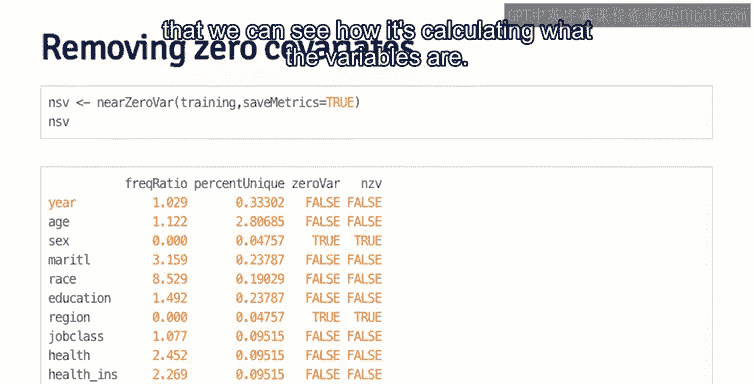 that we can see how it's calculating what
the variables are.
Removing zero covariates
nsv <- nearZeroVar(training,saveMetrics=TRUE)
nsv
freqRatio percentUnique zeroVar nzv
year 1.029 0.33302 FALSE FALSE
age 1.122 2.80685 FALSE FALSE
sex 0.000 0.04757 TRUE TRUE
maritl 3.159 0.23787 FALSE FALSE
race 8.529 0.19029 FALSE FALSE
education 1.492 0.23787 FALSE FALSE
region 0.000 0.04757 TRUE TRUE
jobclass 1.077 0.09515 FALSE FALSE
health 2.452 0.09515 FALSE FALSE
health_ins 2.269 0.09515 FALSE FALSE